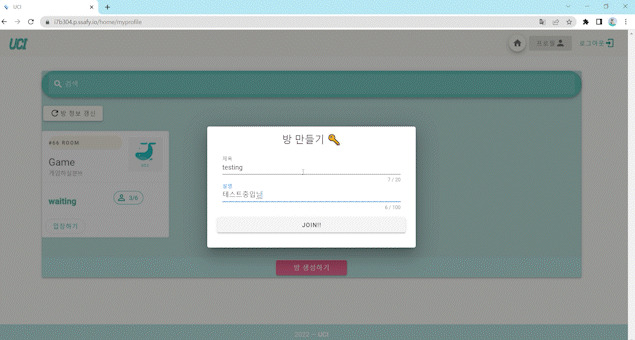 UCI
i7b304.p.ssafy.io/home/myprofile
UCI
프로필
로그아웃
검색
방 정보 갱신
#56 ROOM
Game
게임하실분!!!
waiting
3/6
입장하기
방 만들기
제목
testing
7 / 20
설명
테스트중입니
6 / 100
JOIN!!
방 생성하기
2022 — UCI